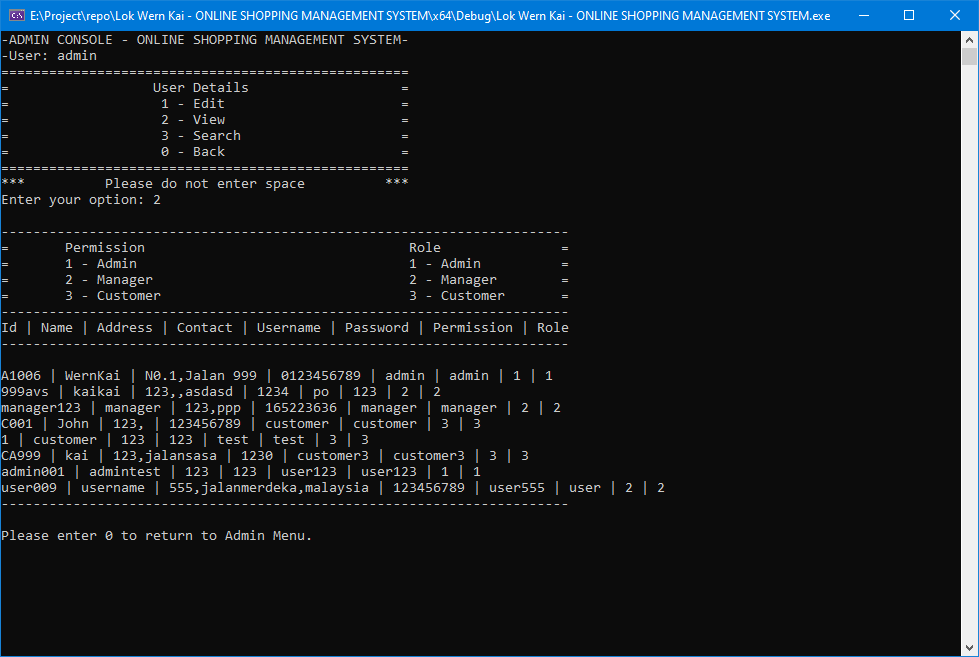 E:\Project\repo\Lok Wern Kai - ONLINE SHOPPING MANAGEMENT SYSTEM\x64\Debug\Lok Wern Kai - ONLINE SHOPPING MANAGEMENT SYSTEM.exe
-ADMIN CONSOLE - ONLINE SHOPPING MANAGEMENT SYSTEM-
-User: admin
===================================================
=                  User Details                   =
=                   1 - Edit                      =
=                   2 - View                      =
=                   3 - Search                    =
=                   0 - Back                      =
===================================================
***          Please do not enter space          ***
Enter your option: 2
-----------------------------------------------------------------------
=       Permission                                 Role               =
=       1 - Admin                                  1 - Admin          =
=       2 - Manager                                2 - Manager        =
=       3 - Customer                               3 - Customer       =
-----------------------------------------------------------------------
Id | Name | Address | Contact | Username | Password | Permission | Role
-----------------------------------------------------------------------
A1006 | WernKai | N0.1,Jalan 999 | 0123456789 | admin | admin | 1 | 1
999avs | kaikai | 123,,asdasd | 1234 | po | 123 | 2 | 2
manager123 | manager | 123,ppp | 165223636 | manager | manager | 2 | 2
C001 | John | 123, | 123456789 | customer | customer | 3 | 3
1 | customer | 123 | 123 | test | test | 3 | 3
CA999 | kai | 123,jalansasa | 1230 | customer3 | customer3 | 3 | 3
admin001 | admintest | 123 | 123 | user123 | user123 | 1 | 1
user009 | username | 555,jalanmerdeka,malaysia | 123456789 | user555 | user | 2 | 2
-----------------------------------------------------------------------
Please enter 0 to return to Admin Menu.